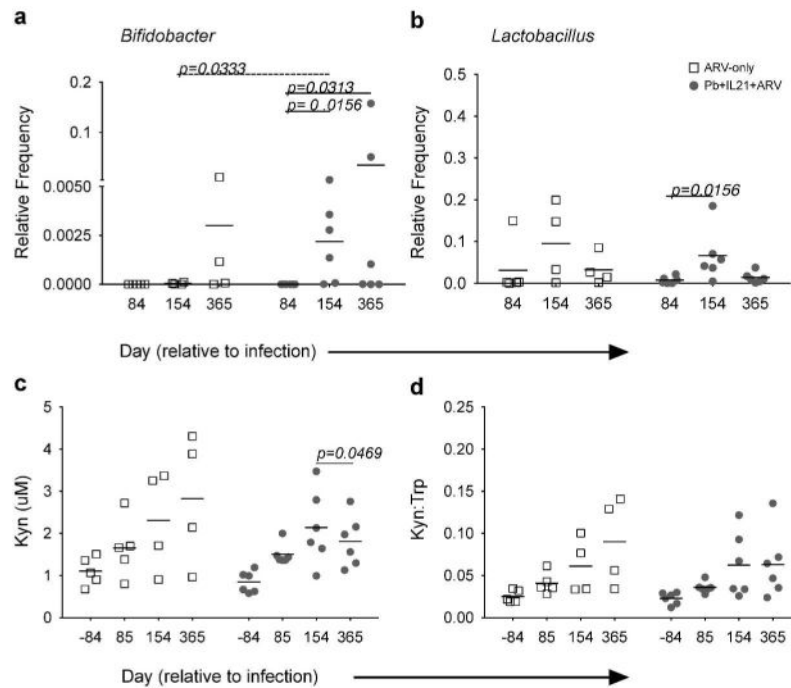 a
Bifidobacter
p=0.0333
p=0.0313
p= 0 .0156
Relative Frequency
0.2
0.1
0.0050
0.0025
0.0000
84 154 365 84 154 365
b
Lactobacillus
ARV-only
Pb+IL21+ARV
p=0.0156
Relative Frequency
0.5
0.4
0.3
0.2
0.1
0.0
84 154 365 84 154 365
Day (relative to infection)
c
p=0.0469
Kyn (uM)
5
4
3
2
1
0
-84 85 154 365 -84 85 154 365
d
Kyn:Trp
0.25
0.20
0.15
0.10
0.05
0.00
-84 85 154 365 -84 85 154 365
Day (relative to infection)